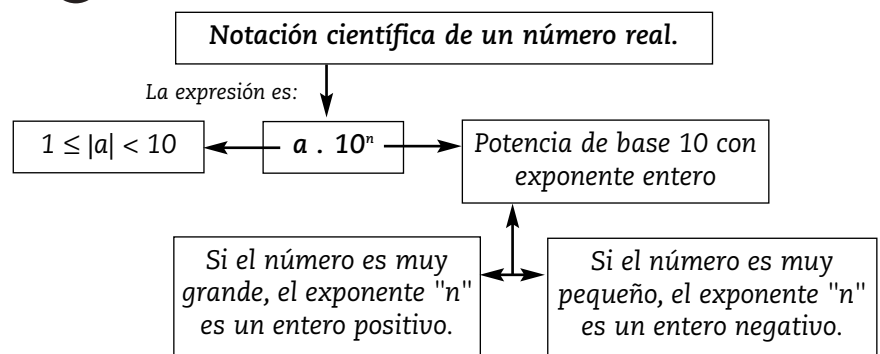 Notación científica de un número real.
La expresión es:
1 ≤ |a| < 10
a . 10ⁿ
Potencia de base 10 con
exponente entero
Si el número es muy
grande, el exponente "n"
es un entero positivo.
Si el número es muy
pequeño, el exponente "n"
es un entero negativo.